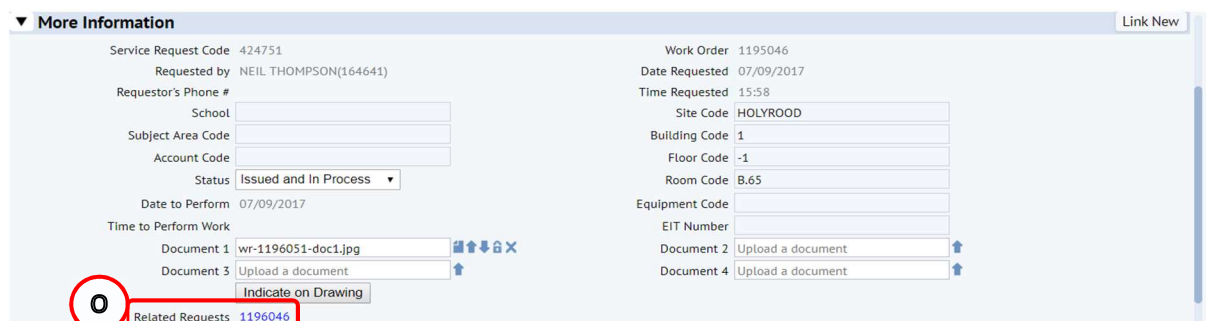 ▼ More Information Link New
Service Request Code 424751 Work Order 1195046
Requested by NEIL THOMPSON(164641) Date Requested 07/09/2017
Requestor's Phone # Time Requested 15:58
School Site Code HOLYROOD
Subject Area Code Building Code 1
Account Code Floor Code -1
Status Issued and In Process ▼ Room Code B.65
Date to Perform 07/09/2017 Equipment Code
Time to Perform Work EIT Number
Document 1 wr-1196051-doc1.jpg Document 2 Upload a document
Document 3 Upload a document Document 4 Upload a document
Indicate on Drawing
O Related Requests 1196046